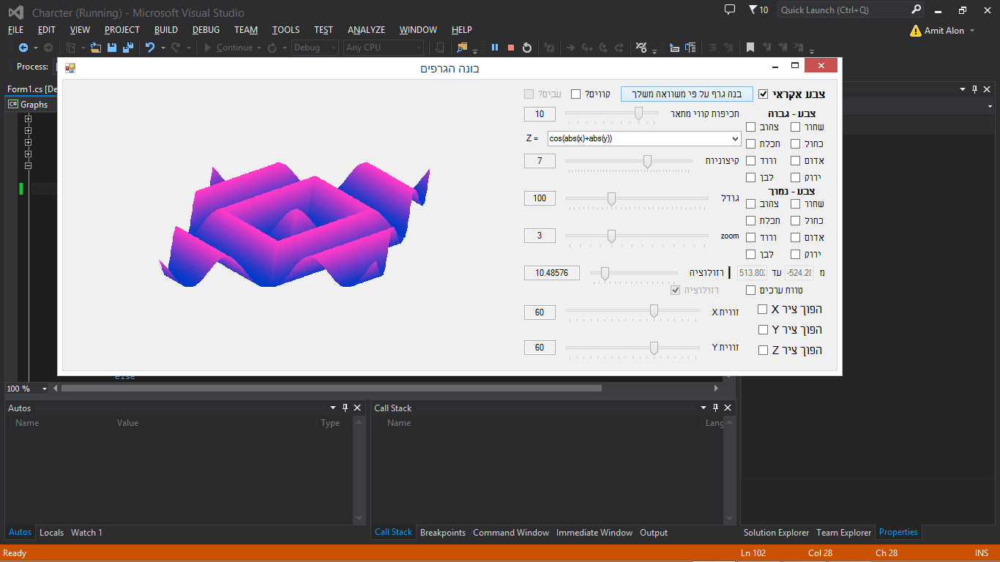 Charcter (Running) - Microsoft Visual Studio
10
Quick Launch (Ctrl+Q)
FILE EDIT VIEW PROJECT BUILD DEBUG TEAM TOOLS TEST ANALYZE WINDOW HELP
Amit Alon
Continue Debug Any CPU
Process:
בונה הגרפים
Form1.cs [De
Graphs
צבע אקראי
בנה גרף על פי משוואה משלך
קווים?
עבים?
תכיפות קווי מתאר
10
Z = cos(abs(x)+abs(y))
קיצוניות
7
גודל
100
zoom
3
רזולוציה
10.48576
רזולוציה
זווית X
60
זווית Y
60
צבע - גבוה
שחור צהוב
כחול תכלת
אדום ורוד
ירוק לבן
צבע - נמוך
שחור צהוב
כחול תכלת
אדום ורוד
ירוק לבן
מ -524.28 עד 513.802
טווח ערכים
הפוך ציר X
הפוך ציר Y
הפוך ציר Z
else
100 %
Autos
Name Value Type
Call Stack
Name Lang
Autos Locals Watch 1
Call Stack Breakpoints Command Window Immediate Window Output
Solution Explorer Team Explorer Properties
Ready Ln 102 Col 28 Ch 28 INS